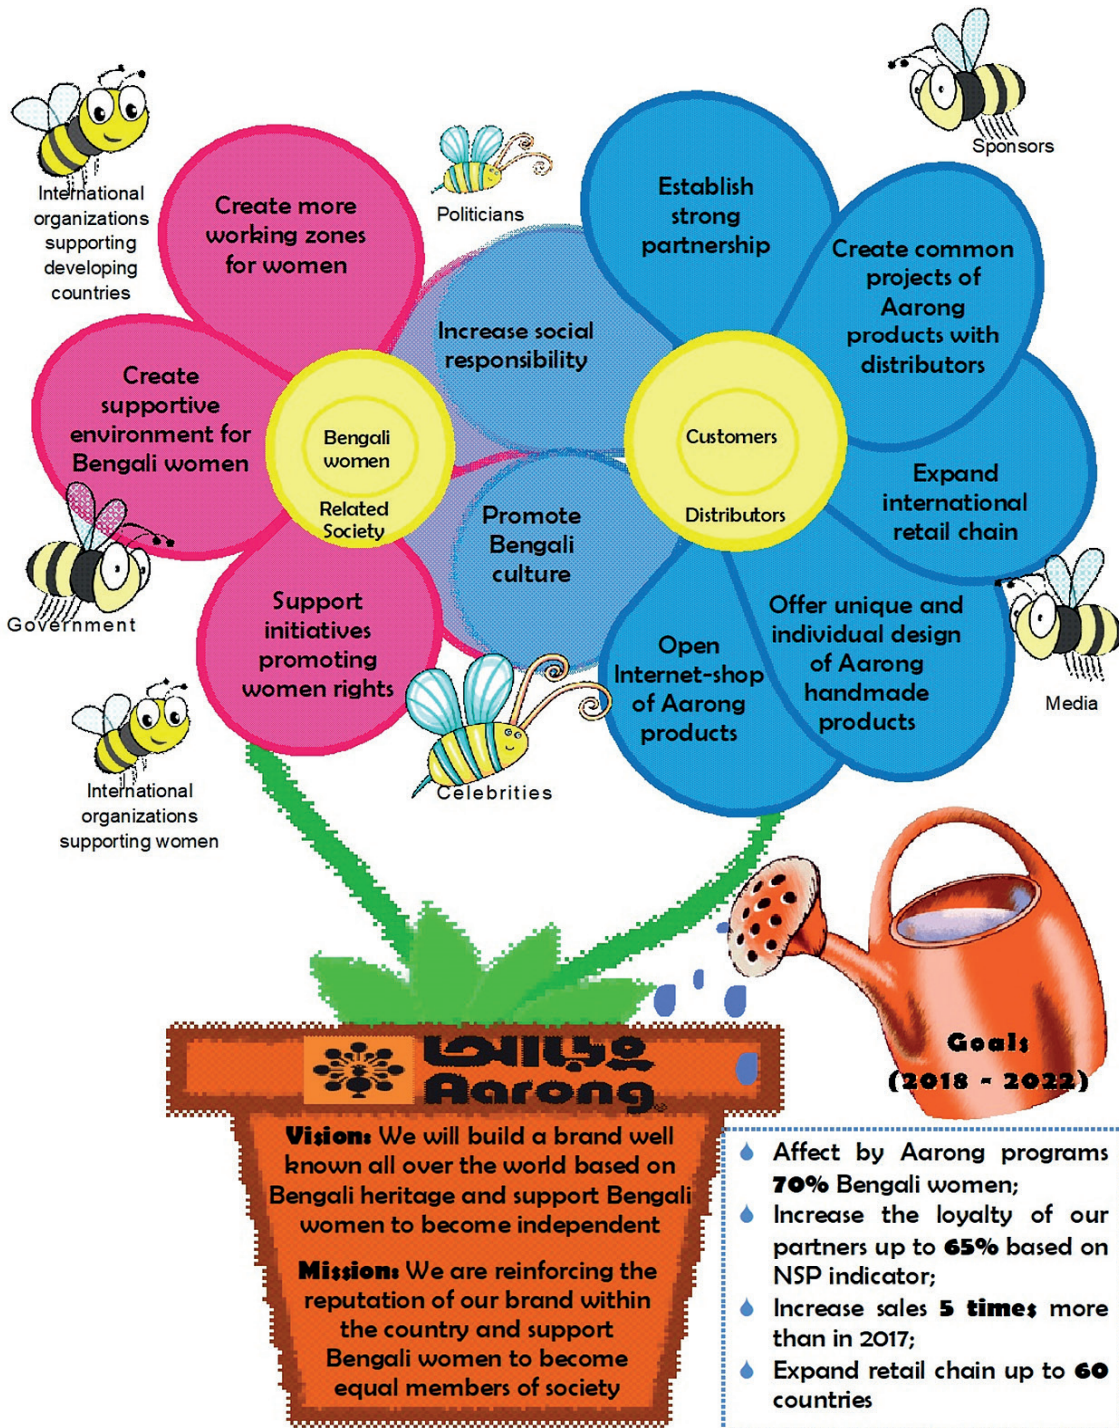 International
organizations
supporting
developing
countries
Create more
working zones
for women
Politicians
Establish
strong
partnership
Sponsors
Create common
projects of
Aarong
products with
distributors
Increase social
responsibility
Create
supportive
environment for
Bengali women
Bengali
women
Related
Society
Customers
Distributors
Expand
international
retail chain
Promote
Bengali
culture
Government
Support
initiatives
promoting
women rights
Open
Internet-shop
of Aarong
products
Offer unique and
individual design
of Aarong
handmade
products
Media
International
organizations
supporting women
Celebrities
Goals
(2018 - 2022)
আড়ং
Aarong
Vision: We will build a brand well
known all over the world based on
Bengali heritage and support Bengali
women to become independent
Mission: We are reinforcing the
reputation of our brand within
the country and support
Bengali women to become
equal members of society
Affect by Aarong programs
70% Bengali women;
Increase the loyalty of our
partners up to 65% based on
NSP indicator;
Increase sales 5 times more
than in 2017;
Expand retail chain up to 60
countries